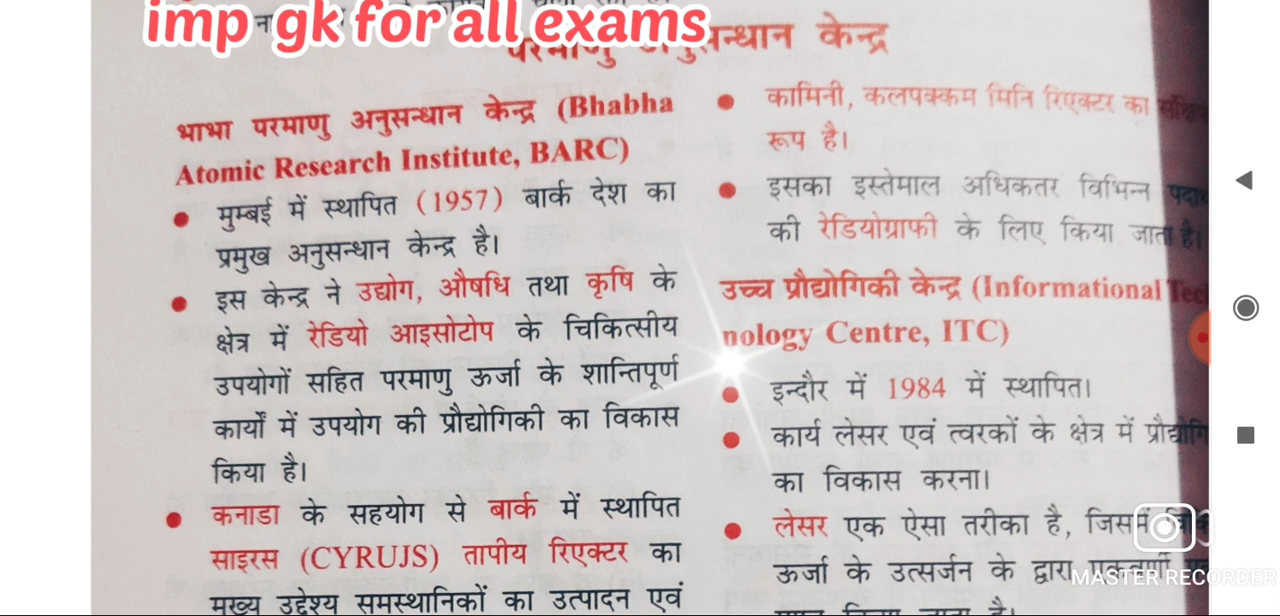 imp gk for all exams
परमाणु अनुसन्धान केन्द्र
भाभा परमाणु अनुसन्धान केन्द्र (Bhabha
Atomic Research Institute, BARC)
मुम्बई में स्थापित (1957) बार्क देश का
प्रमुख अनुसन्धान केन्द्र है।
इस केन्द्र ने उद्योग, औषधि तथा कृषि के
क्षेत्र में रेडियो आइसोटोप के चिकित्सीय
उपयोगों सहित परमाणु ऊर्जा के शान्तिपूर्ण
कार्यों में उपयोग की प्रौद्योगिकी का विकास
किया है।
कनाडा के सहयोग से बार्क में स्थापित
साइरस (CYRUJS) तापीय रिएक्टर का
मुख्य उद्देश्य समस्थानिकों का उत्पादन एवं
कामिनी, कलपक्कम मिनि रिएक्टर का
रूप है।
इसका इस्तेमाल अधिकतर विभिन्न
की रेडियोग्राफी के लिए किया जाता है।
उच्च प्रौद्योगिकी केन्द्र (Informational Tec
nology Centre, ITC)
इन्दौर में 1984 में स्थापित।
कार्य लेसर एवं त्वरकों के क्षेत्र में
का विकास करना।
लेसर एक ऐसा तरीका है, जिसमें
ऊर्जा के उत्सर्जन के द्वारा
MASTER RECORDER